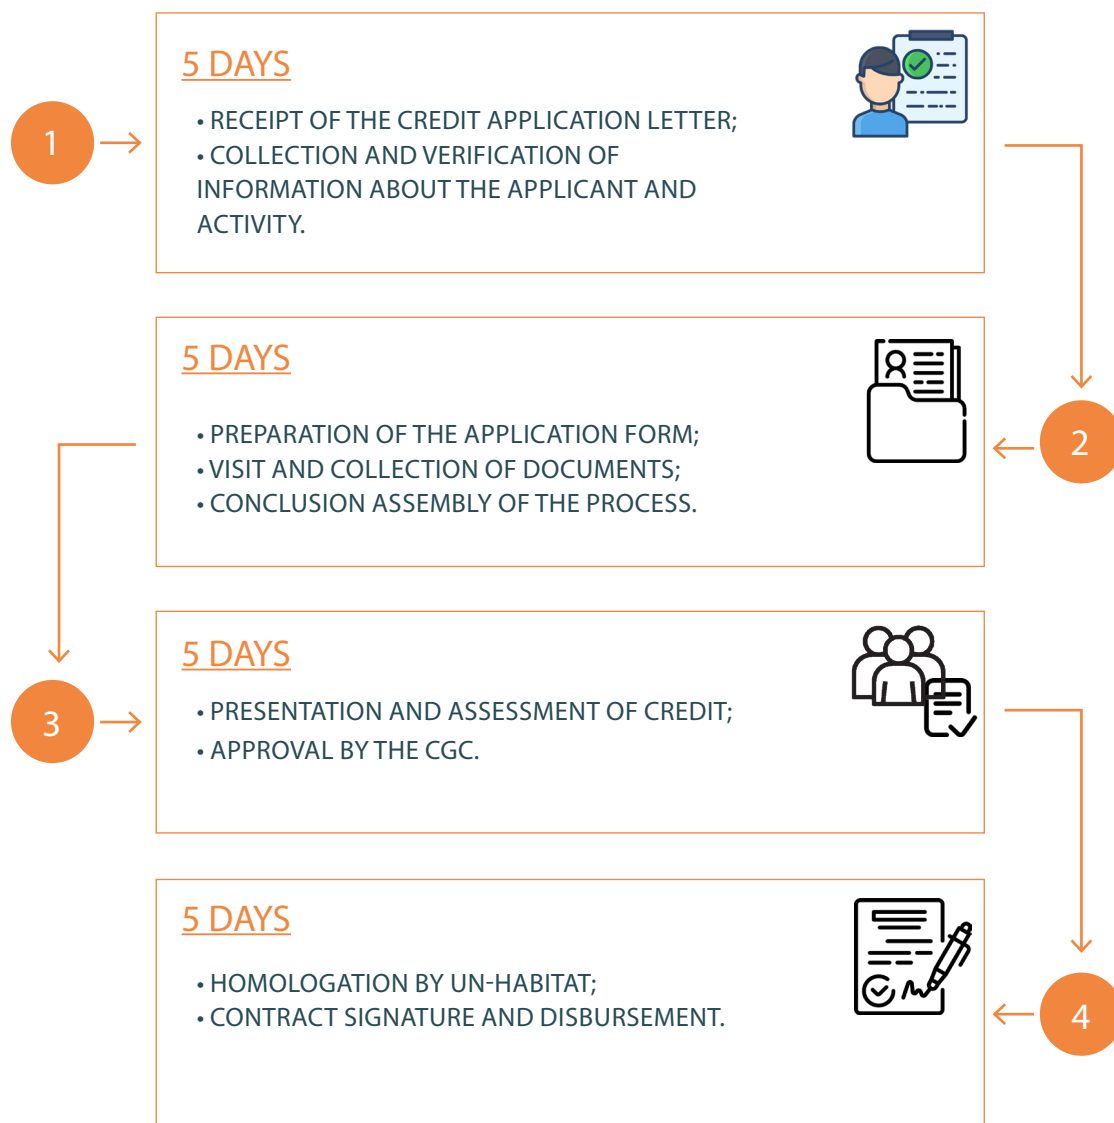 1
5 DAYS
• RECEIPT OF THE CREDIT APPLICATION LETTER;
• COLLECTION AND VERIFICATION OF
INFORMATION ABOUT THE APPLICANT AND
ACTIVITY.
2
5 DAYS
• PREPARATION OF THE APPLICATION FORM;
• VISIT AND COLLECTION OF DOCUMENTS;
• CONCLUSION ASSEMBLY OF THE PROCESS.
3
5 DAYS
• PRESENTATION AND ASSESSMENT OF CREDIT;
• APPROVAL BY THE CGC.
4
5 DAYS
• HOMOLOGATION BY UN-HABITAT;
• CONTRACT SIGNATURE AND DISBURSEMENT.